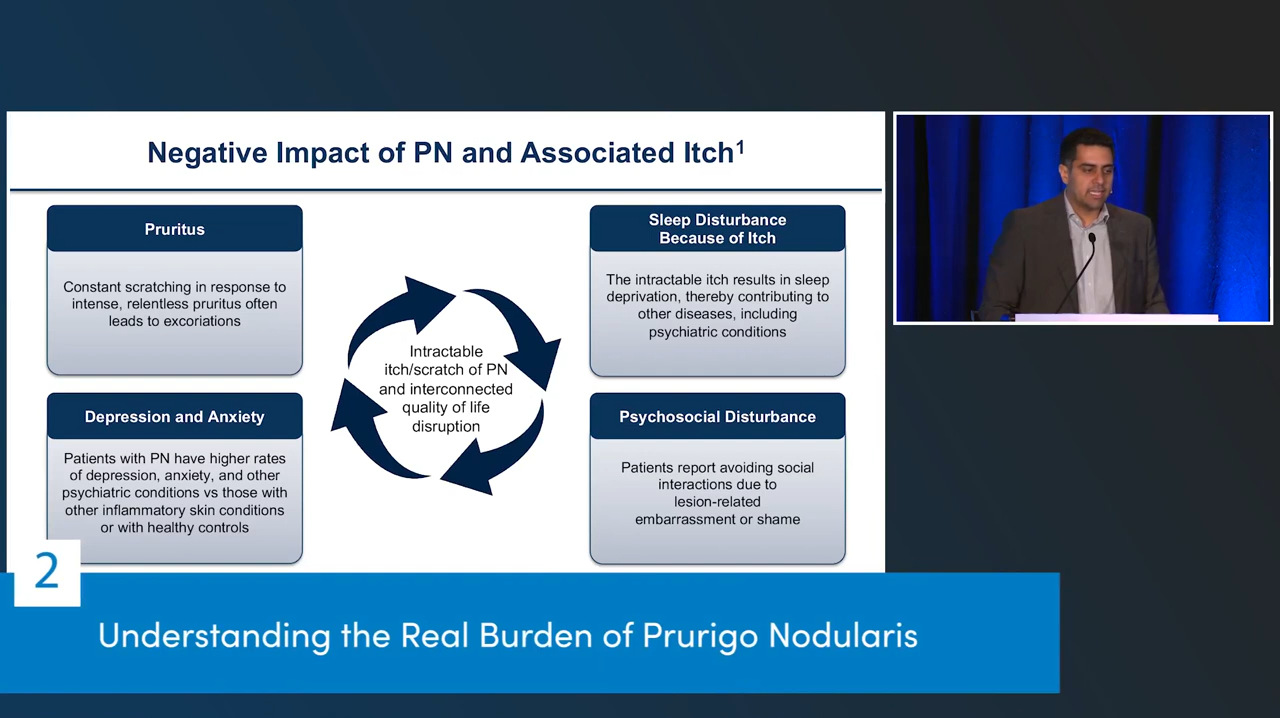 Negative Impact of PN and Associated Itch1
Pruritus
Constant scratching in response to
intense, relentless pruritus often
leads to excoriations
Sleep Disturbance
Because of Itch
The intractable itch results in sleep
deprivation, thereby contributing to
other diseases, including
psychiatric conditions
Intractable
itch/scratch of PN
and interconnected
quality of life
disruption
Depression and Anxiety
Patients with PN have higher rates
of depression, anxiety, and other
psychiatric conditions vs those with
other inflammatory skin conditions
or with healthy controls
Psychosocial Disturbance
Patients report avoiding social
interactions due to
lesion-related
embarrassment or shame
2
Understanding the Real Burden of Prurigo Nodularis